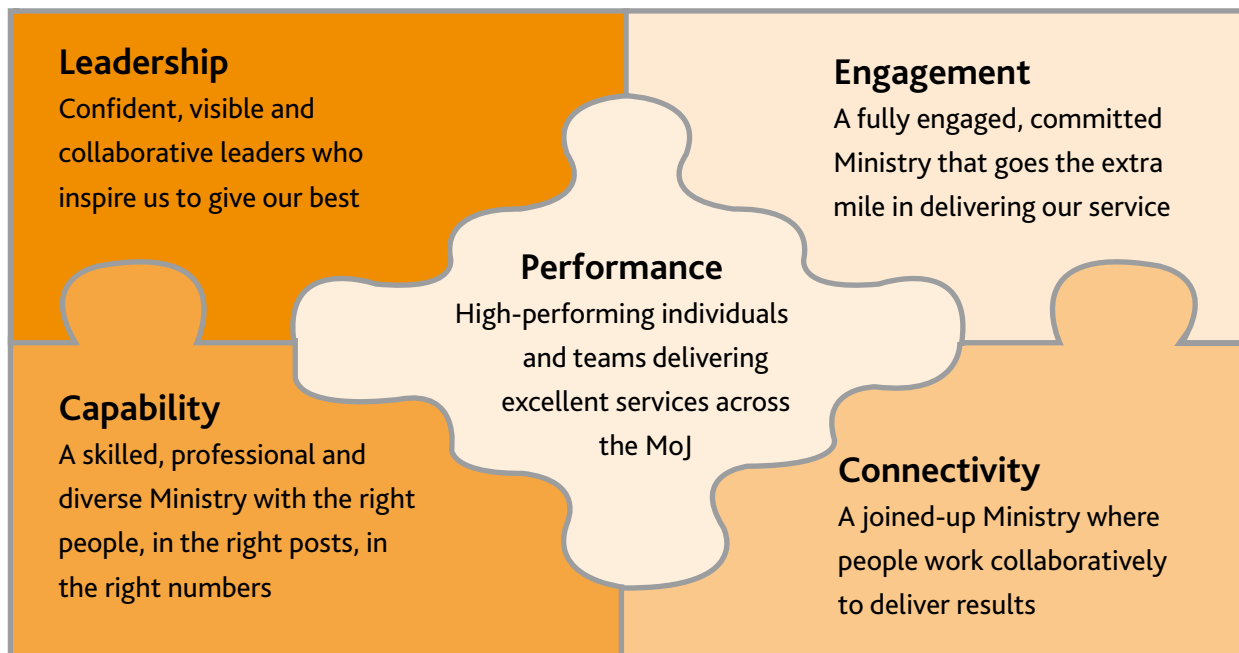 Leadership
Confident, visible and
collaborative leaders who
inspire us to give our best
Engagement
A fully engaged, committed
Ministry that goes the extra
mile in delivering our service
Performance
High-performing individuals
and teams delivering
excellent services across
the MoJ
Capability
A skilled, professional and
diverse Ministry with the right
people, in the right posts, in
the right numbers
Connectivity
A joined-up Ministry where
people work collaboratively
to deliver results